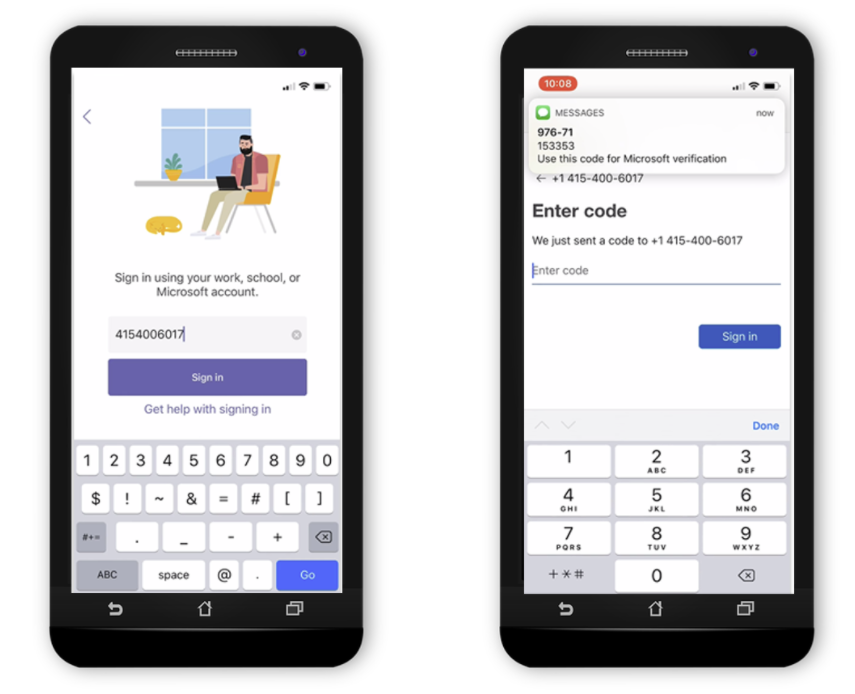 Sign in using your work, school, or
Microsoft account.
4154006017
Sign in
Get help with signing in
1 2 3 4 5 6 7 8 9 0
$ ! ~ & = # [ ]
#+= . _ - +
ABC space @ . Go
10:08
MESSAGES now
976-71
153353
Use this code for Microsoft verification
← +1 415-400-6017
Enter code
We just sent a code to +1 415-400-6017
Enter code
Sign in
Done
1 2 3
ABC DEF
4 5 6
GHI JKL MNO
7 8 9
PQRS TUV WXYZ
+*# 0